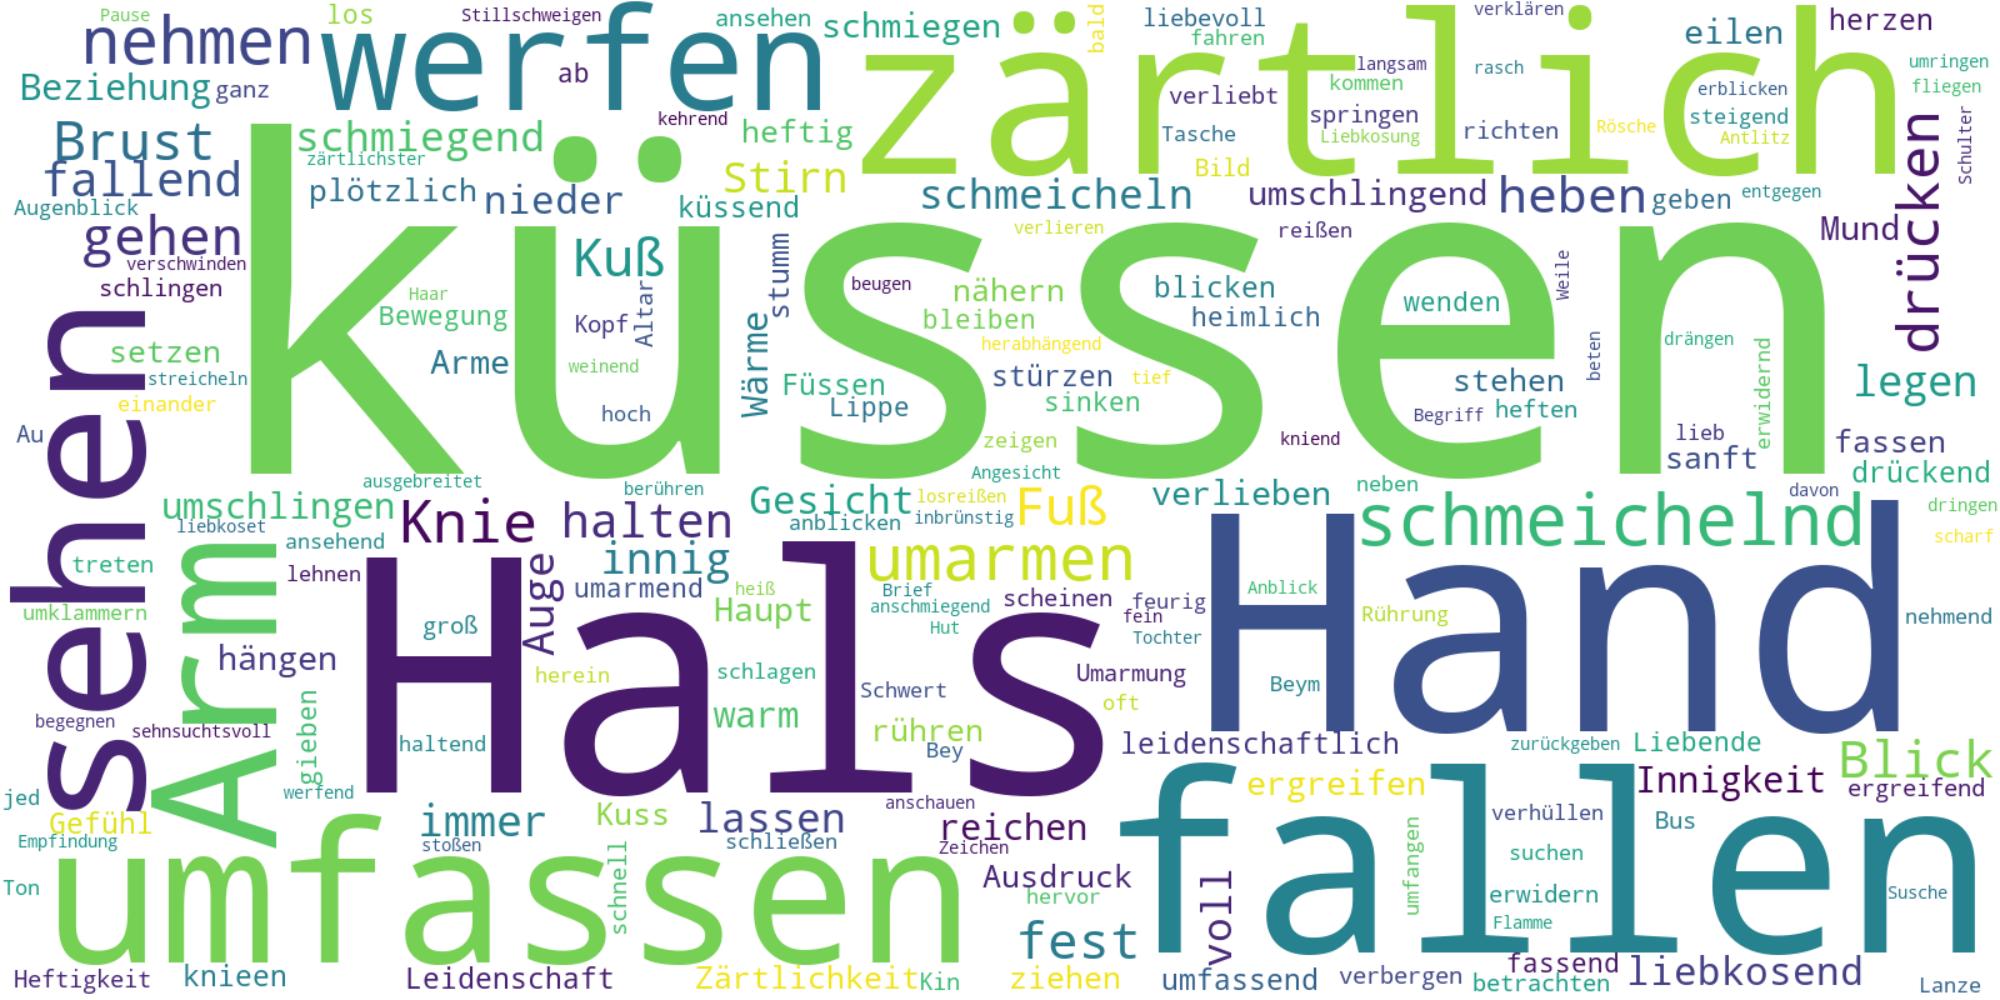 Pause
los
Stillschweigen
ansehen
schmiegen
bald
liebevoll
verklären
herzen
nehmen
werfen
zärtlich
fahren
eilen
Beziehung
ganz
ab
langsam
kommen
rasch
umringen
fliegen
verliebt
erblicken
springen
steigend
kehrend
Tasche
Liebkosung
richten
Rösche
Antlitz
Brust
schmiegend
heftig
zärtlichster
Bild
Schulter
drücken
fallend
plötzlich
nieder
Stirn
küssend
schmeicheln
umschlingend
heben
geben
entgegen
Augenblick
gehen
küssen
verlieren
reißen
Mund
verschwinden
schlingen
Kuß
stumm
beugen
nähern
blicken
heimlich
Weile
wenden
Haar
Bewegung
Kopf
Altar
bleiben
herabhängend
sehen
setzen
streicheln
einander
Arme
weinend
hoch
Wärme
Füssen
Lippe
stürzen
tief
sinken
stehen
Begriff
heften
beten
drängen
erwidernd
legen
Au
zeigen
kniend
lieb
sanft
fassen
drückend
ausgebreitet
berühren
Angesicht
umschlingen
liebkoset
Knie
halten
Gesicht
anblicken
losreißen
inbrünstig
Fuß
verlieben
neben
davon
schmeichelnd
dringen
scharf
treten
Arm
ansehend
lehnen
innig
umarmen
umarmend
Auge
heiß
Haupt
Brief
anschmiegend
Hut
scheinen
feurig
fein
Tochter
Anblick
Rührung
nehmend
umklammern
groß
Hals
Hand
hängen
herein
schlagen
Schwert
Umarmung
oft
Beym
begegnen
sehnsuchtsvoll
gieben
haltend
warm
rühren
Bey
leidenschaftlich
zurückgeben
Liebende
Blick
werfend
jed
Gefühl
Empfindung
immer
stoßen
Kuss
lassen
schließen
anschauen
reichen
Zeichen
ergreifen
fallen
verhüllen
Innigkeit
ergreifend
Bus
umfassen
schnell
Ausdruck
hervor
voll
umfangen
suchen
erwidern
Flamme
Susche
Ton
fest
Heftigkeit
knieen
Leidenschaft
Zärtlichkeit
Kin
ziehen
umfassend
verbergen
fassend
betrachten
liebkosend
Lanze